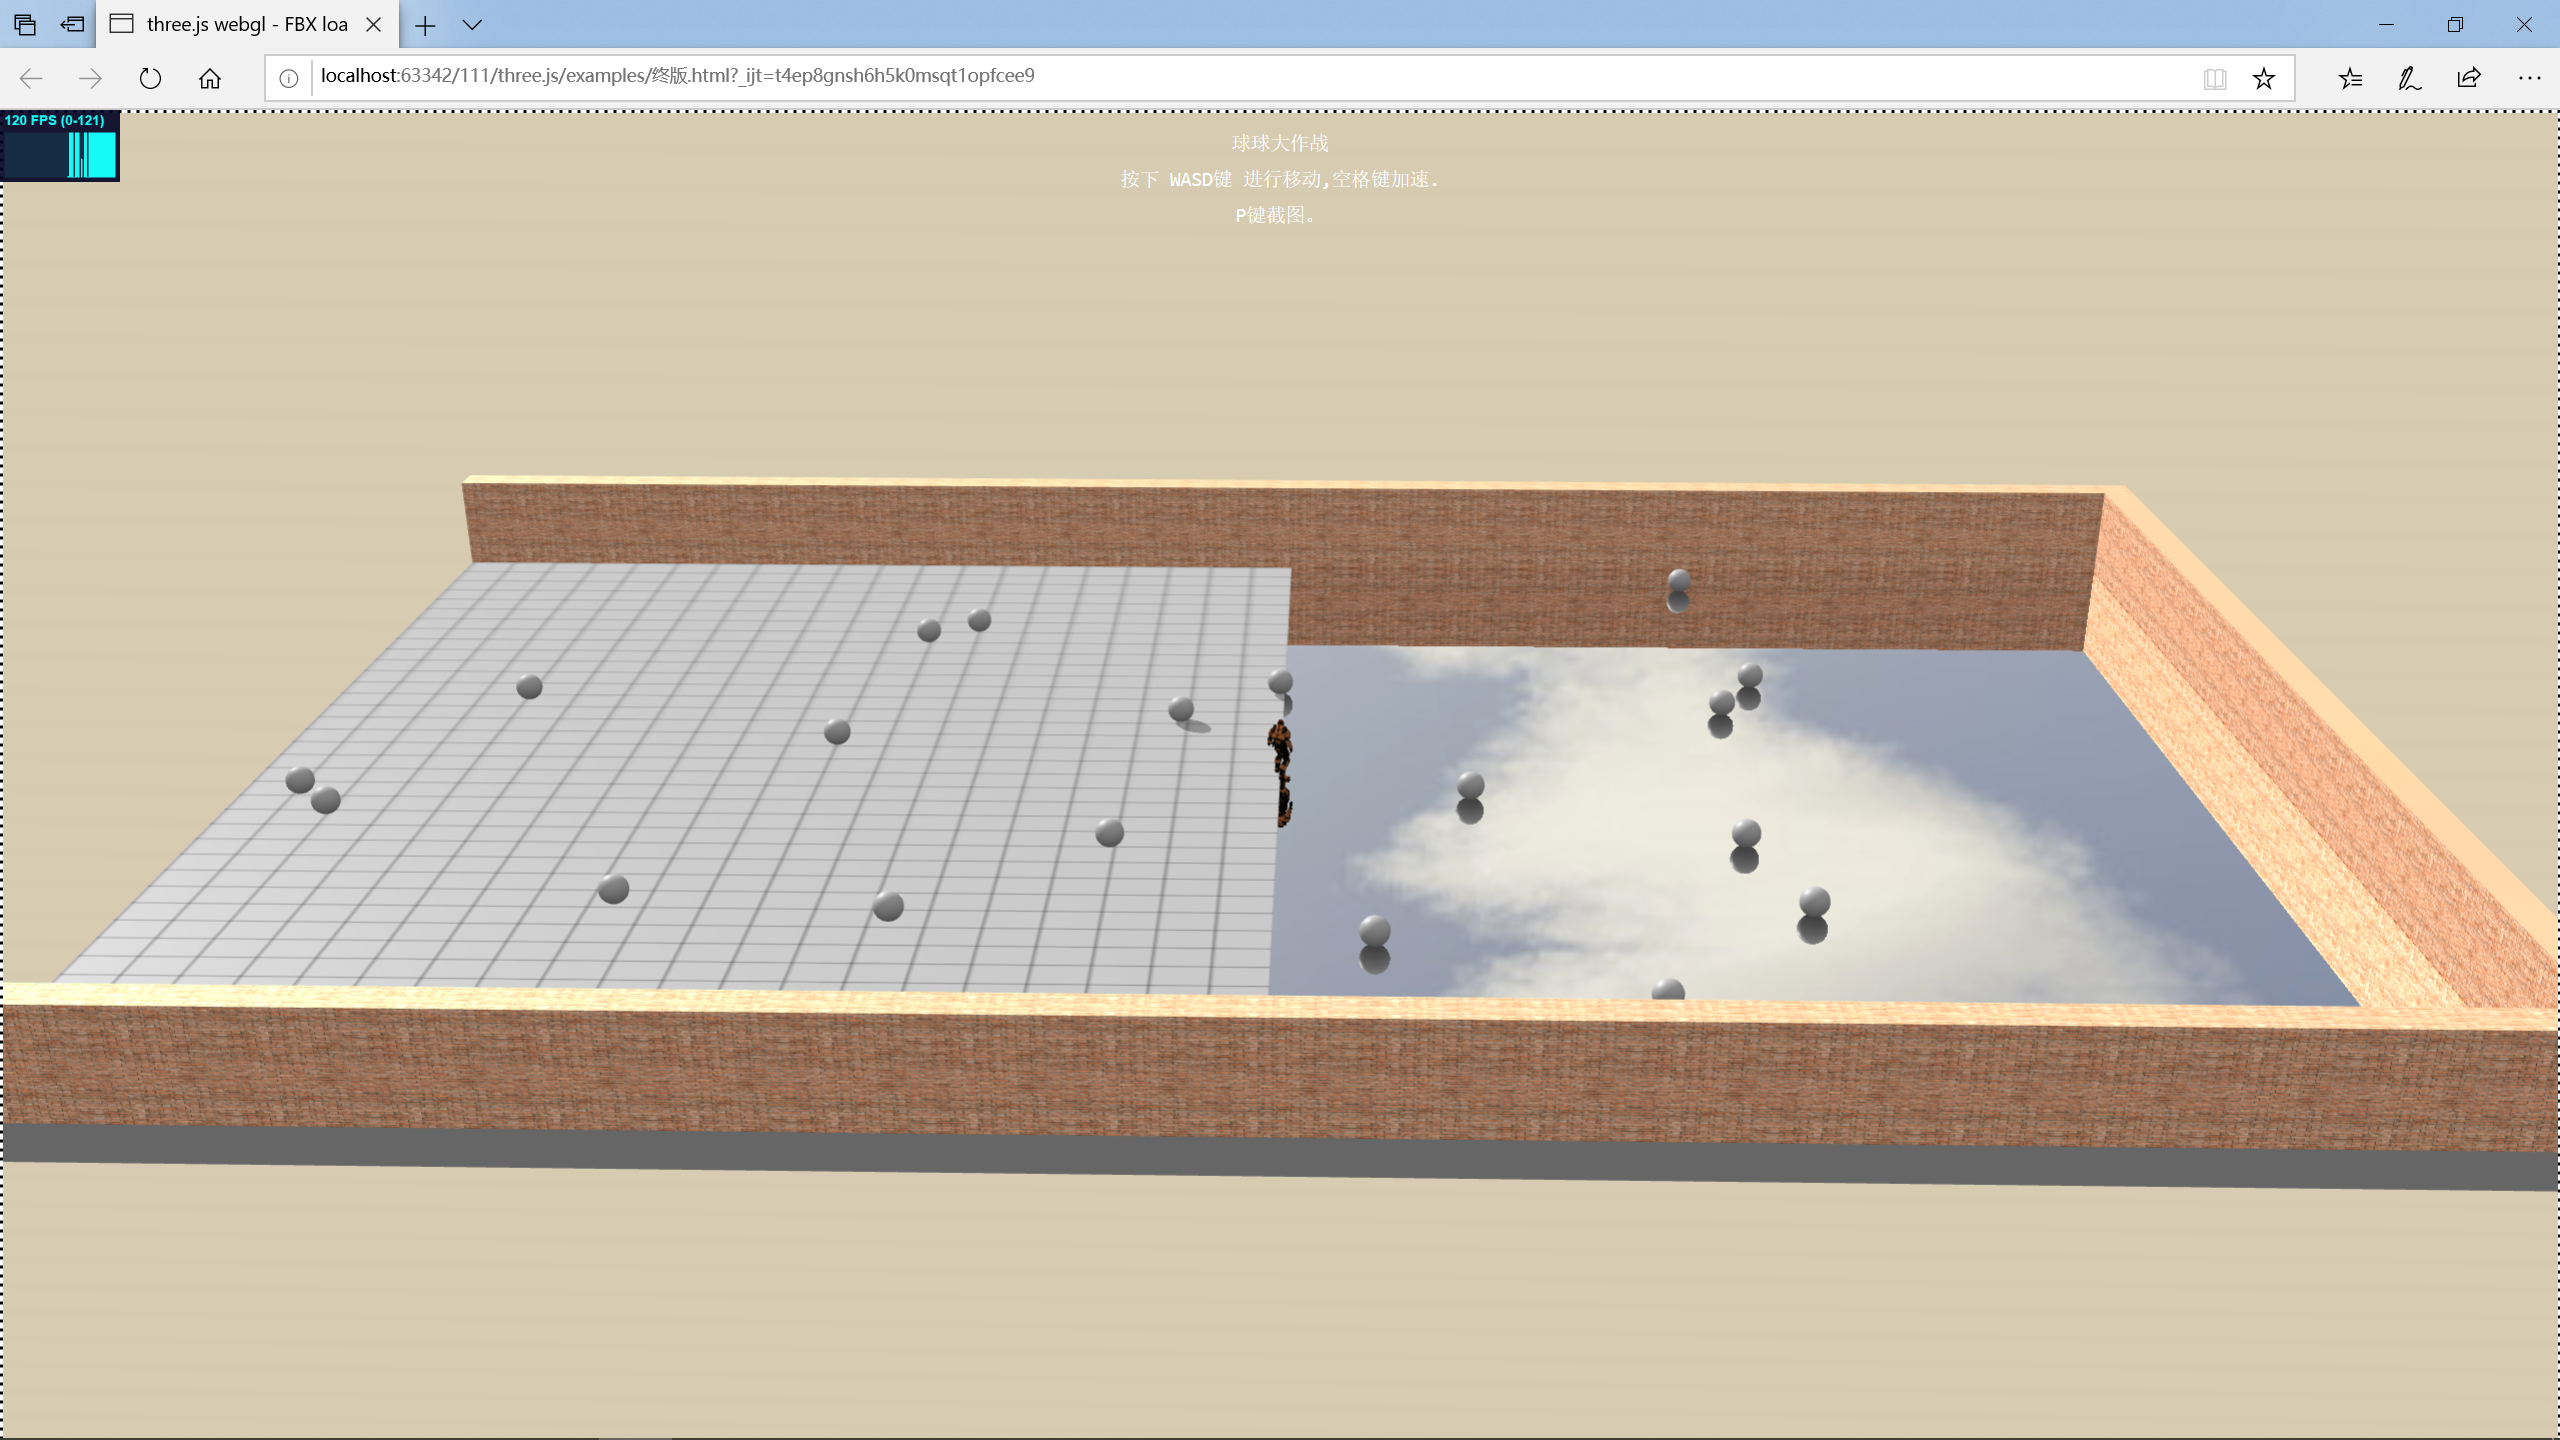 three.js webgl - FBX loa
localhost:63342/111/three.js/examples/终版.html?_ijt=t4ep8gnsh6h5k0msqt1opfcee9
120 FPS (0-121)
球球大作战
按下 WASD键 进行移动,空格键加速.
P键截图。